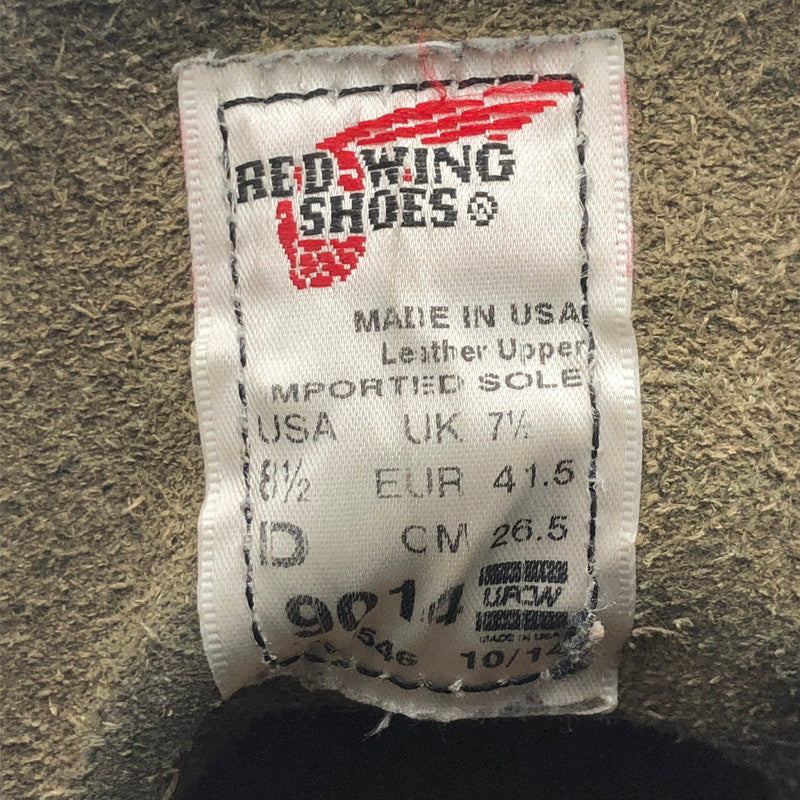 RED WING
SHOES ®
MADE IN USA
Leather Upper
MPORTED SOLE
USA UK 7½
8½ EUR 41.5
D CM 26.5
9014 UFCW
MADE IN USA
546 10/14